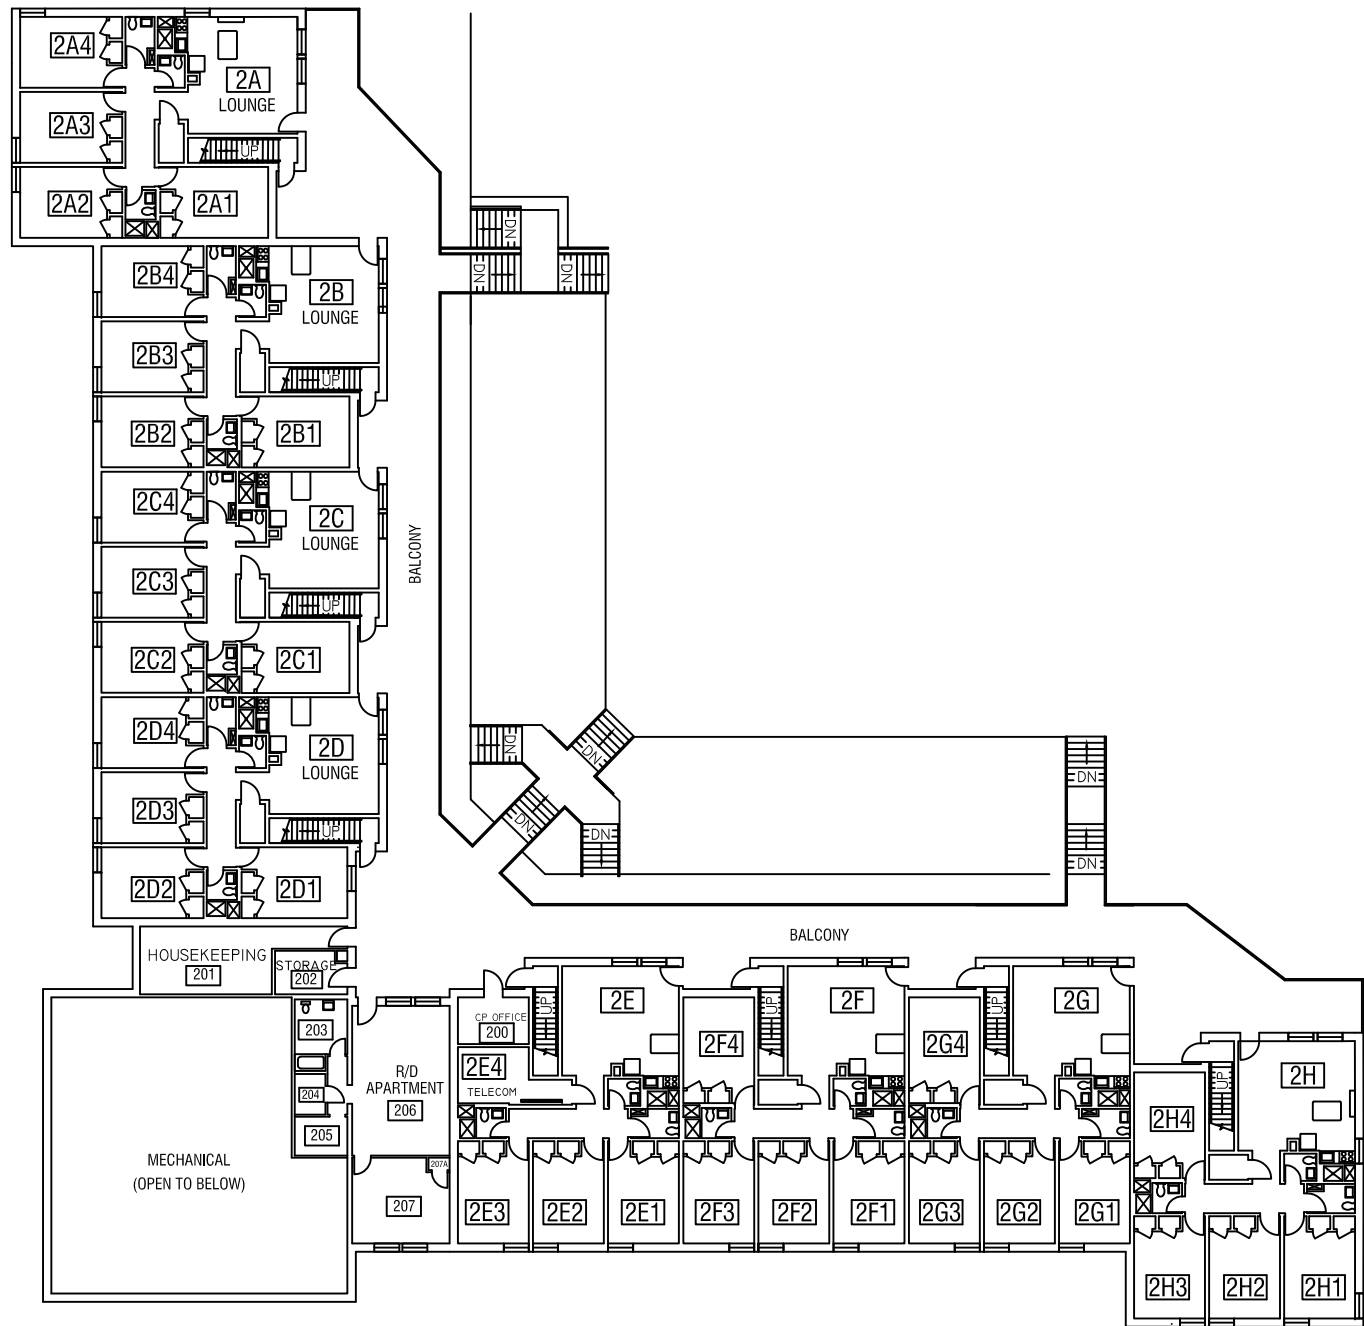 2A4
2A
LOUNGE
2A3
UP
2A2
2A1
DN
2B4
DN
DN
2B
LOUNGE
2B3
UP
2B2
2B1
2C4
2C
LOUNGE
BALCONY
2C3
UP
2C2
2C1
2D4
2D
LOUNGE
DN
DN
DN
2D3
UP
DN
DN
DN
2D2
2D1
BALCONY
HOUSEKEEPING
201
STORAGE
202
2E
UP
2F
UP
2G
UP
CP OFFICE
200
203
2E4
TELECOM
2F4
2G4
R/D
APARTMENT
206
204
205
2H
UP
2H4
MECHANICAL
(OPEN TO BELOW)
207A
207
2E3
2E2
2E1
2F3
2F2
2F1
2G3
2G2
2G1
2H3
2H2
2H1